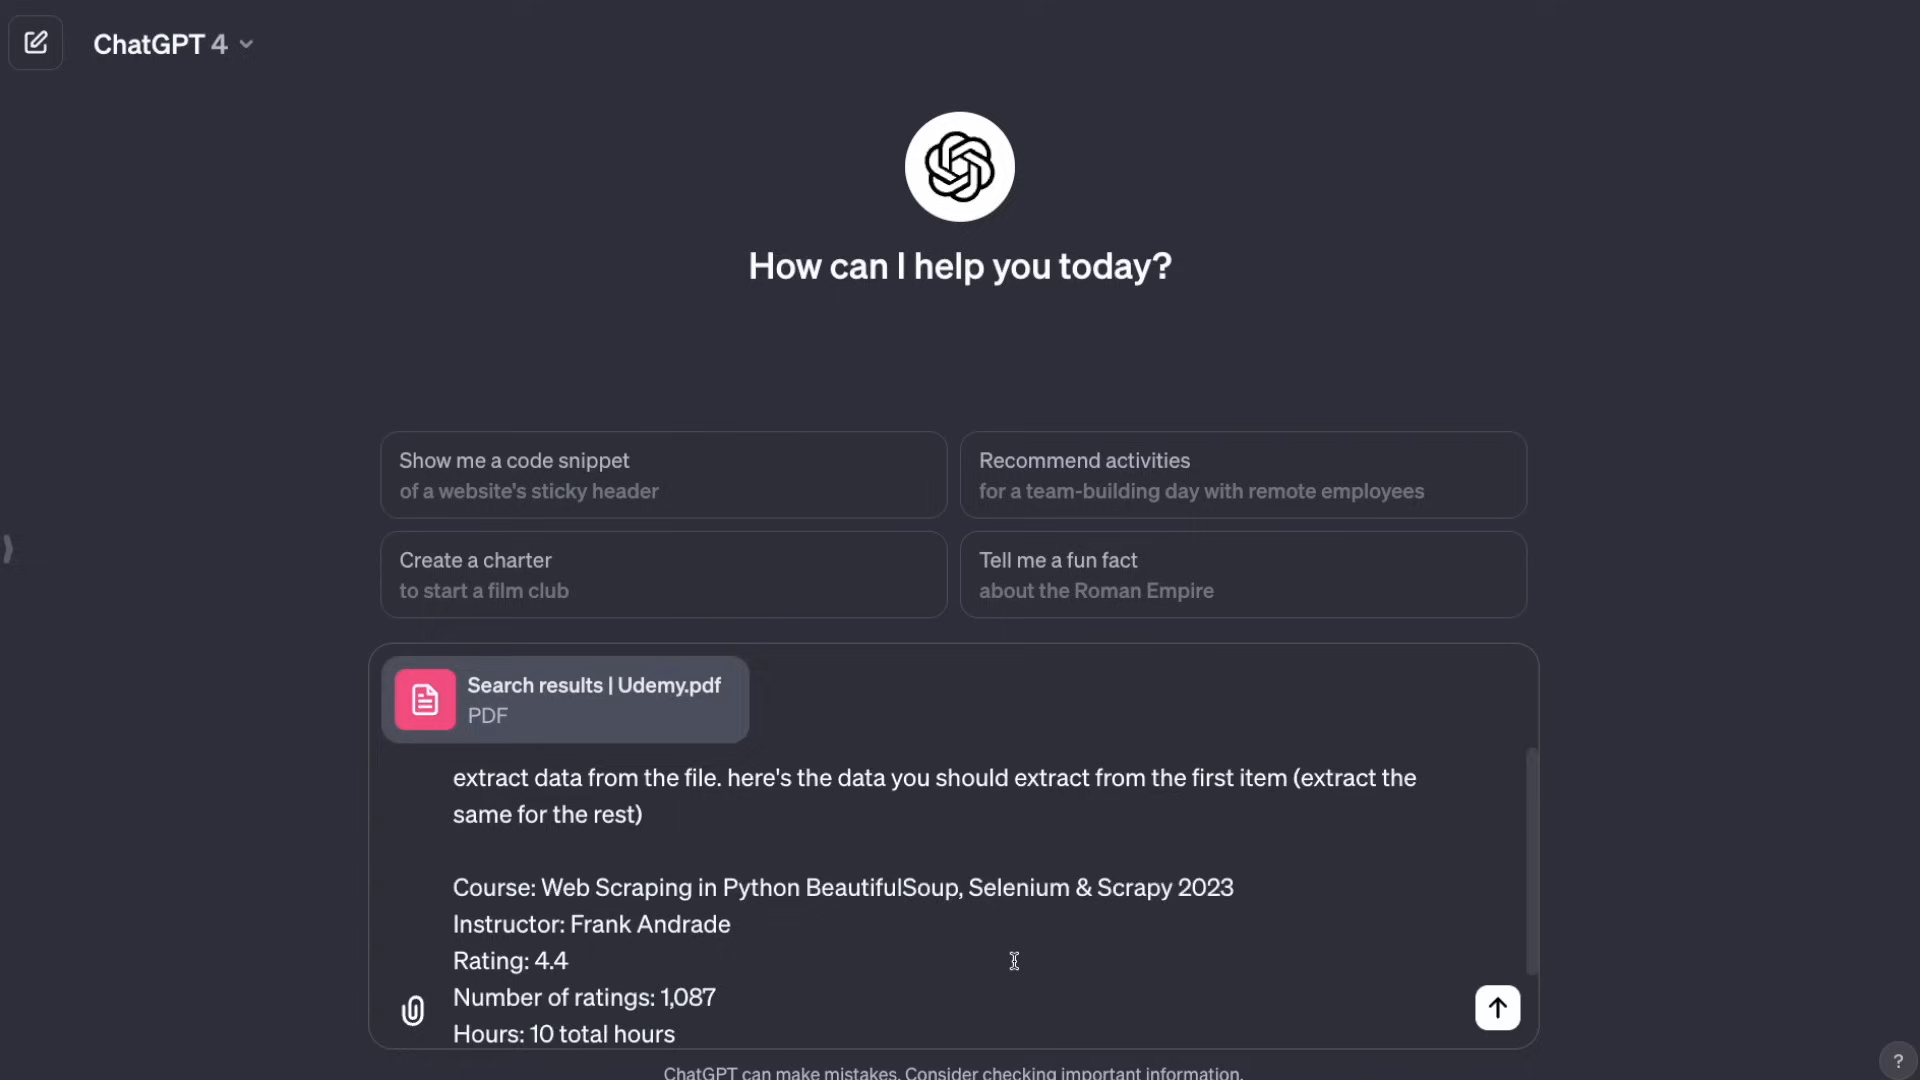 ChatGPT 4
How can I help you today?
Show me a code snippet
of a website's sticky header
Recommend activities
for a team-building day with remote employees
Create a charter
to start a film club
Tell me a fun fact
about the Roman Empire
Search results | Udemy.pdf
PDF
extract data from the file. here's the data you should extract from the first item (extract the
same for the rest)
Course: Web Scraping in Python BeautifulSoup, Selenium & Scrapy 2023
Instructor: Frank Andrade
Rating: 4.4
Number of ratings: 1,087
Hours: 10 total hours
ChatGPT can make mistakes. Consider checking important information.
?